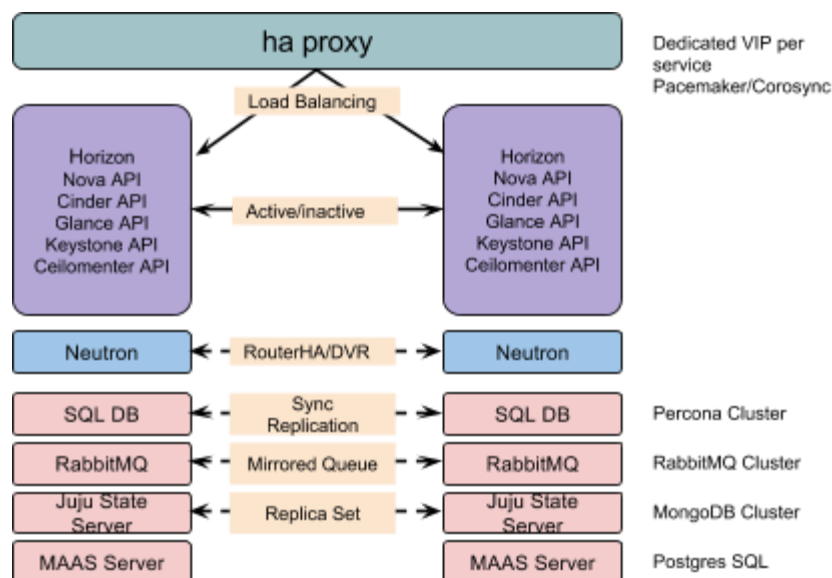 ha proxy
Dedicated VIP per
service
Pacemaker/Corosync
Load Balancing
Horizon
Nova API
Cinder API
Glance API
Keystone API
Ceilomenter API
Active/inactive
Horizon
Nova API
Cinder API
Glance API
Keystone API
Ceilomenter API
Neutron
RouterHA/DVR
Neutron
SQL DB
Sync
Replication
SQL DB
Percona Cluster
RabbitMQ
Mirrored Queue
RabbitMQ
RabbitMQ Cluster
Juju State
Server
Replica Set
Juju State
Server
MongoDB Cluster
MAAS Server
MAAS Server
Postgres SQL